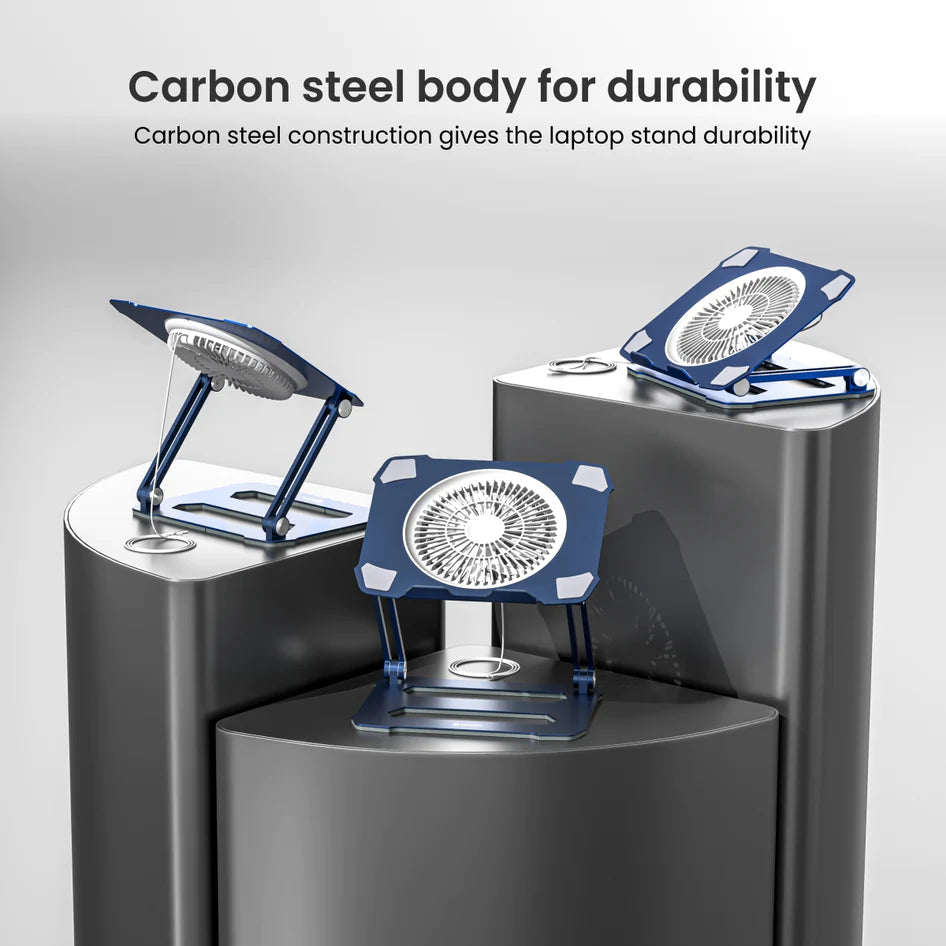 Carbon steel body for durability
Carbon steel construction gives the laptop stand durability